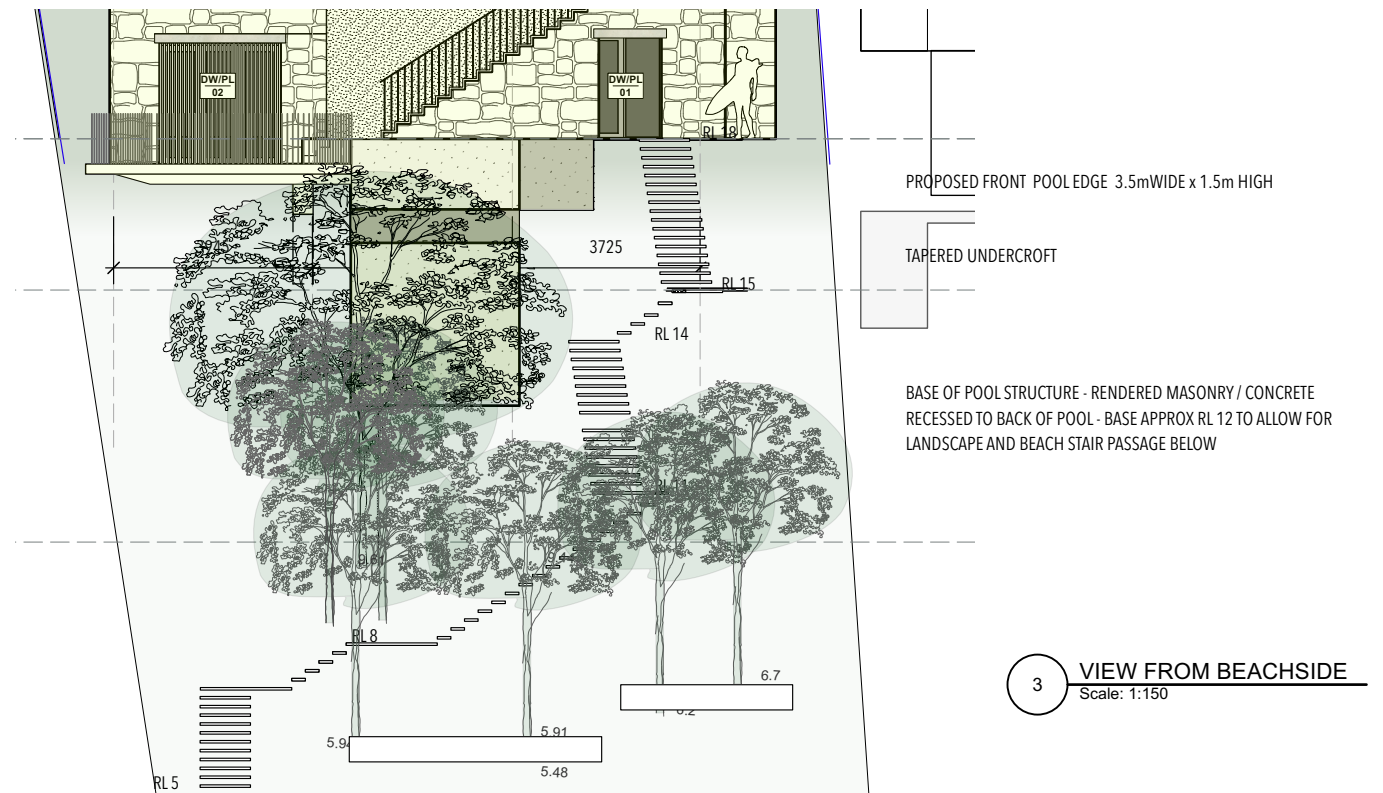 DW/PL
02
DW/PL
01
RL 18
PROPOSED FRONT POOL EDGE 3.5mWIDE x 1.5m HIGH
3725
TAPERED UNDERCROFT
RL 15
RL 14
BASE OF POOL STRUCTURE - RENDERED MASONRY / CONCRETE
RECESSED TO BACK OF POOL - BASE APPROX RL 12 TO ALLOW FOR
LANDSCAPE AND BEACH STAIR PASSAGE BELOW
RL 11
RL 8
6.7
3
VIEW FROM BEACHSIDE
Scale: 1:150
5.91
5.48
RL 5